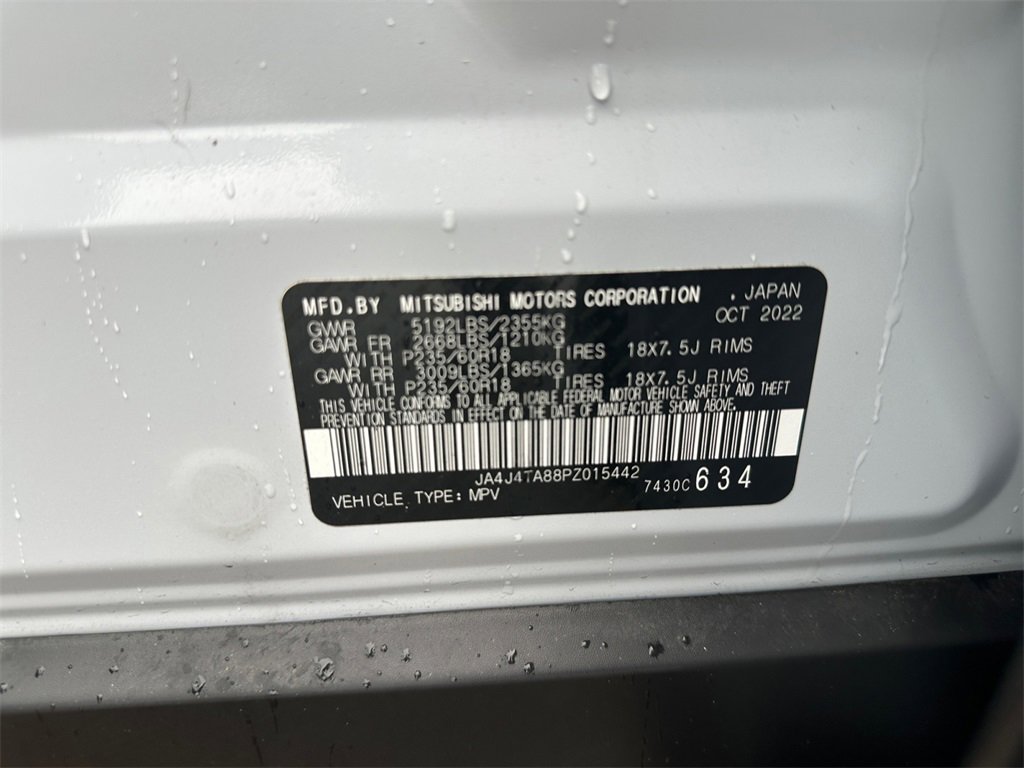 MFD.BY MITSUBISHI MOTORS CORPORATION . JAPAN
GVWR 5192LBS/2355KG OCT 2022
GAWR FR 2668LBS/1210KG
WITH P235/60R18 TIRES 18X7.5J RIMS
GAWR RR 3009LBS/1365KG
WITH P235/60R18 TIRES 18X7.5J RIMS
THIS VEHICLE CONFORMS TO ALL APPLICABLE FEDERAL MOTOR VEHICLE SAFETY AND THEFT
PREVENTION STANDARDS IN EFFECT ON THE DATE OF MANUFACTURE SHOWN ABOVE.
JA4J4TA88PZ015442
VEHICLE TYPE: MPV 7430C 634